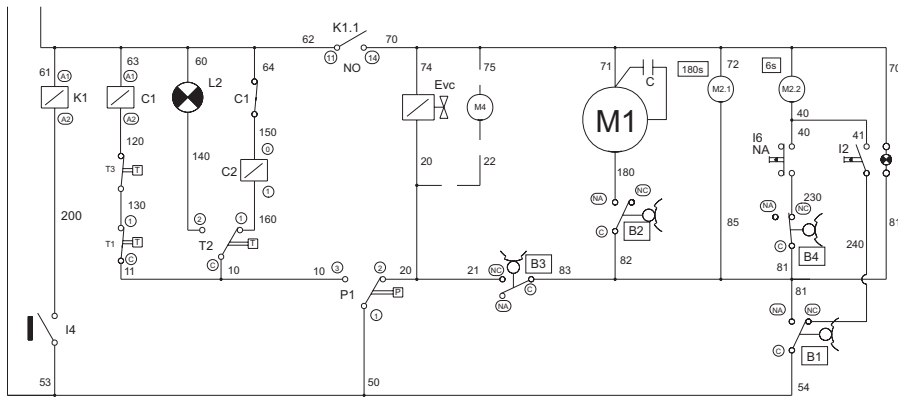 K1.1
62
11
14
NO
70
61
A1
K1
A2
63
A1
C1
A2
60
L2
64
C1
74
Evc
75
M4
71
C
M1
180s
72
M2.1
6s
M2.2
70
40
40
41
I6
NA
I2
120
T3
T
140
150
0
C2
1
20
22
180
NA
NC
C
B2
85
230
NA
NC
C
B4
240
81
200
130
1
T1
T
C
2
T2
1
160
T
C
11
10
10
3
P1
2
20
P
1
21
NC
B3
C
NA
83
82
81
81
NA
NC
C
B1
I4
53
50
54